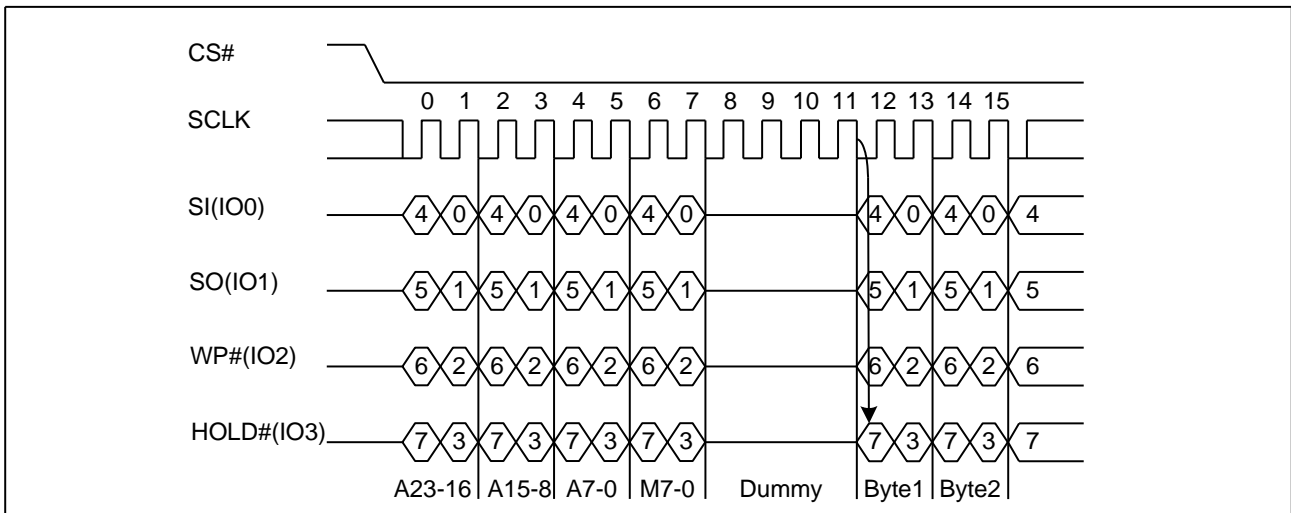 CS#
0 1 2 3 4 5 6 7 8 9 10 11 12 13 14 15
SCLK
SI(IO0) 4 0 4 0 4 0 4 0 4 0 4 0 4
SO(IO1) 5 1 5 1 5 1 5 1 5 1 5 1 5
WP#(IO2) 6 2 6 2 6 2 6 2 6 2 6 2 6
HOLD#(IO3) 7 3 7 3 7 3 7 3 7 3 7 3 7
A23-16 A15-8 A7-0 M7-0 Dummy Byte1 Byte2